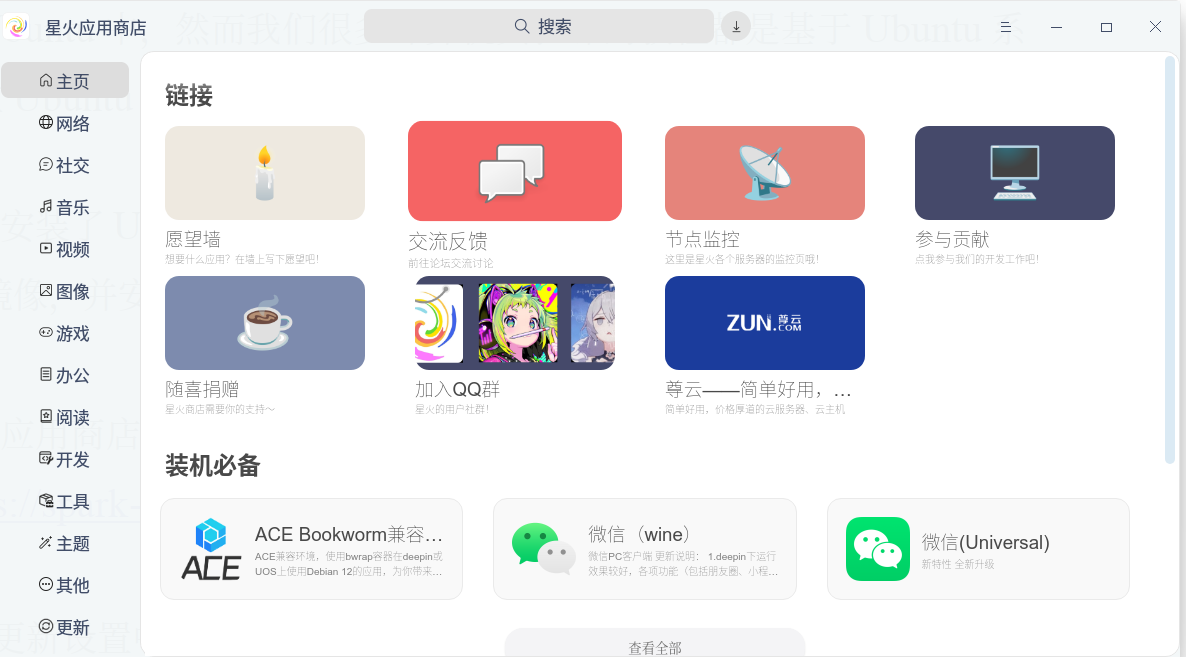 星火应用商店
搜索
主页
网络
社交
音乐
视频
图像
游戏
办公
阅读
开发
工具
主题
其他
更新
链接
愿望墙
想要什么应用？在墙上写下愿望吧！
交流反馈
前往论坛交流讨论
节点监控
这里是星火各个服务器的监控页哦！
参与贡献
点我参与我们的开发工作吧！
随喜捐赠
星火商店需要你的支持～
加入QQ群
星火的用户社群！
ZUN.尊云
.COM
尊云——简单好用，…
简单好用，价格厚道的云服务器、云主机
装机必备
ACE
ACE Bookworm兼容…
ACE兼容环境，使用bwrap容器在deepin或
UOS上使用Debian 12的应用，为你带来…
微信（wine）
微信PC客户端 更新说明： 1.deepin下运行
效果较好，各项功能（包括朋友圈、小程…
微信(Universal)
新特性 全新升级
查看全部